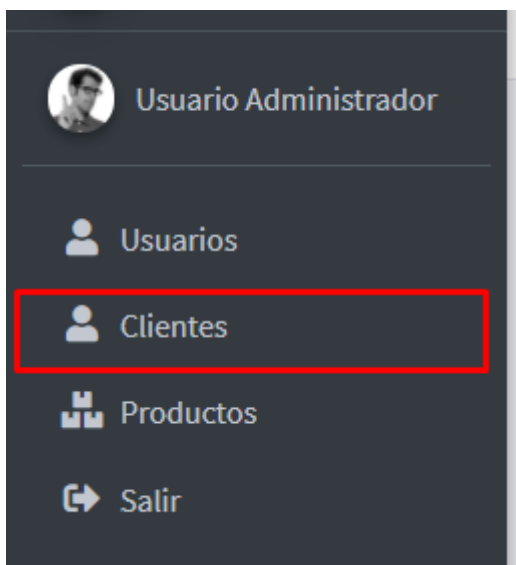 Usuario Administrador
Usuarios
Clientes
Productos
Salir